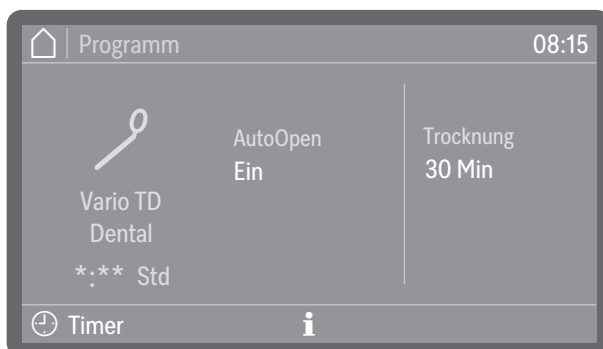 Programm
08:15
AutoOpen
Ein
Trocknung
30 Min
Vario TD
Dental
*:** Std
Timer
i